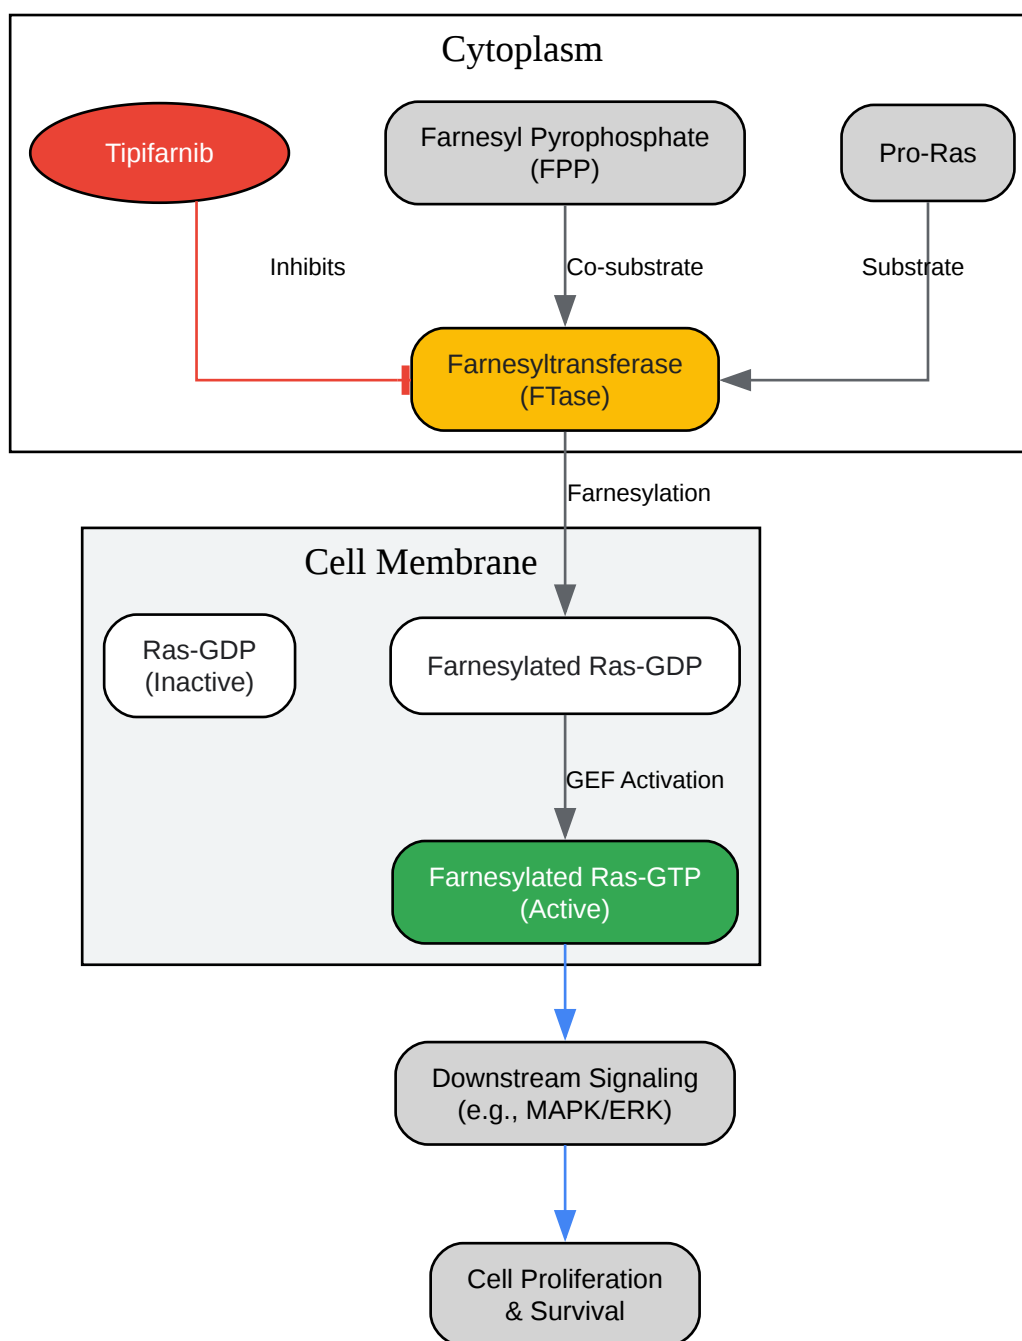 Cytoplasm
Tipifarnib
Farnesyl Pyrophosphate
(FPP)
Pro-Ras
Inhibits
Co-substrate
Substrate
Farnesyltransferase
(FTase)
Farnesylation
Cell Membrane
Ras-GDP
(Inactive)
Farnesylated Ras-GDP
GEF Activation
Farnesylated Ras-GTP
(Active)
Downstream Signaling
(e.g., MAPK/ERK)
Cell Proliferation
& Survival